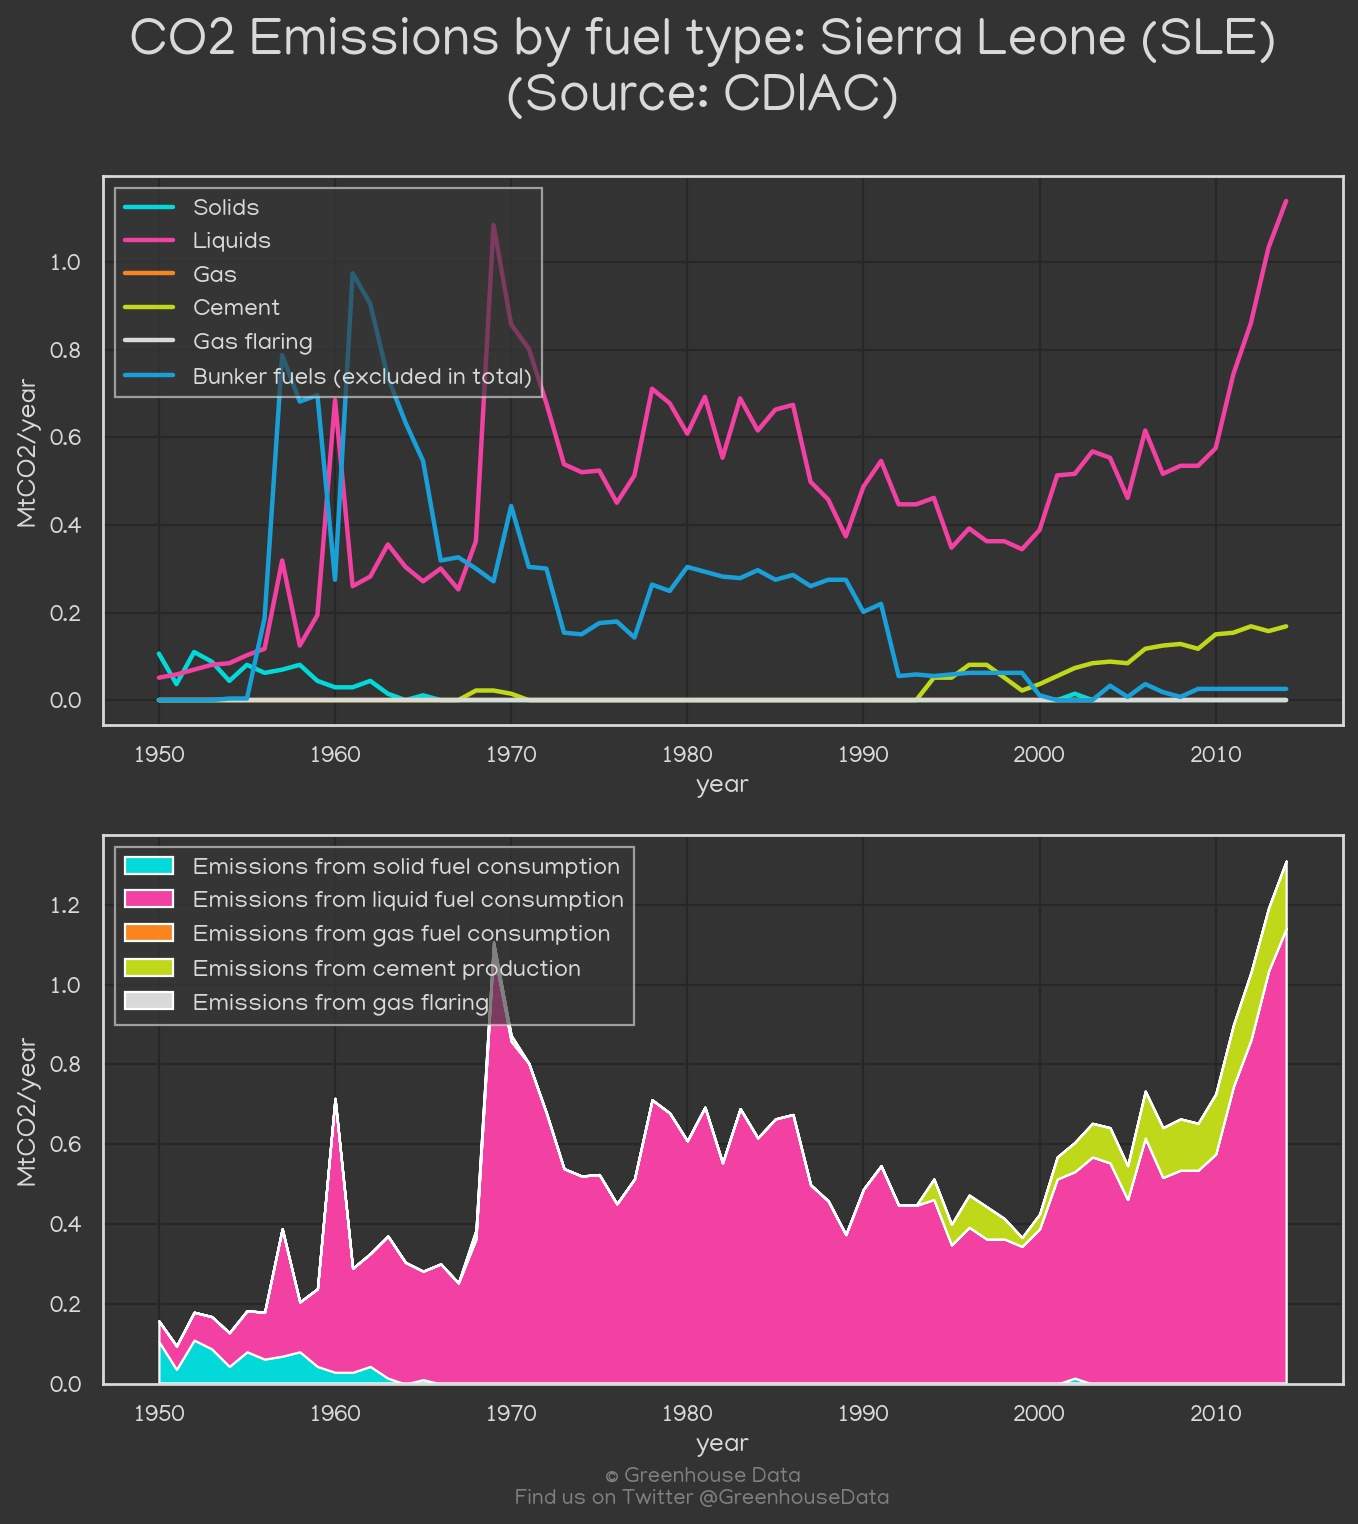 CO2 Emissions by fuel type: Sierra Leone (SLE)
(Source: CDIAC)
Solids
Liquids
Gas
Cement
Gas flaring
Bunker fuels (excluded in total)
MtCO2/year
1.0
0.8
0.6
0.4
0.2
0.0
1950 1960 1970 1980 1990 2000 2010
year
Emissions from solid fuel consumption
Emissions from liquid fuel consumption
Emissions from gas fuel consumption
Emissions from cement production
Emissions from gas flaring
MtCO2/year
1.2
1.0
0.8
0.6
0.4
0.2
0.0
1950 1960 1970 1980 1990 2000 2010
year
© Greenhouse Data
Find us on Twitter @GreenhouseData